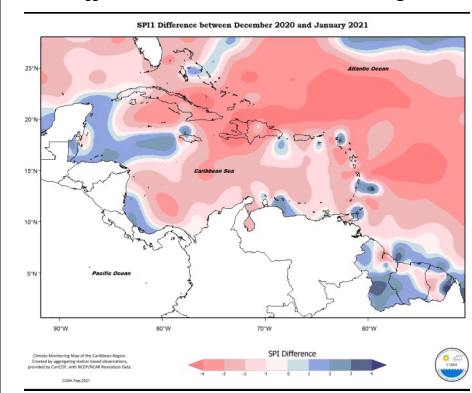 SPI1 Difference between December 2020 and January 2021
25°N
20°N
15°N
10°N
5°N
Atlantic Ocean
Caribbean Sea
Pacific Ocean
90°W
80°W
70°W
60°W
Climate Monitoring Map of the Caribbean Region.
Created by aggregating station based observations,
provided by CariCOF, with NCEP/NCAR Reanalysis Data.
CIMH Feb-2021
SPI Difference
-4 -3 -2 -1 0 1 2 3 4
CIMH